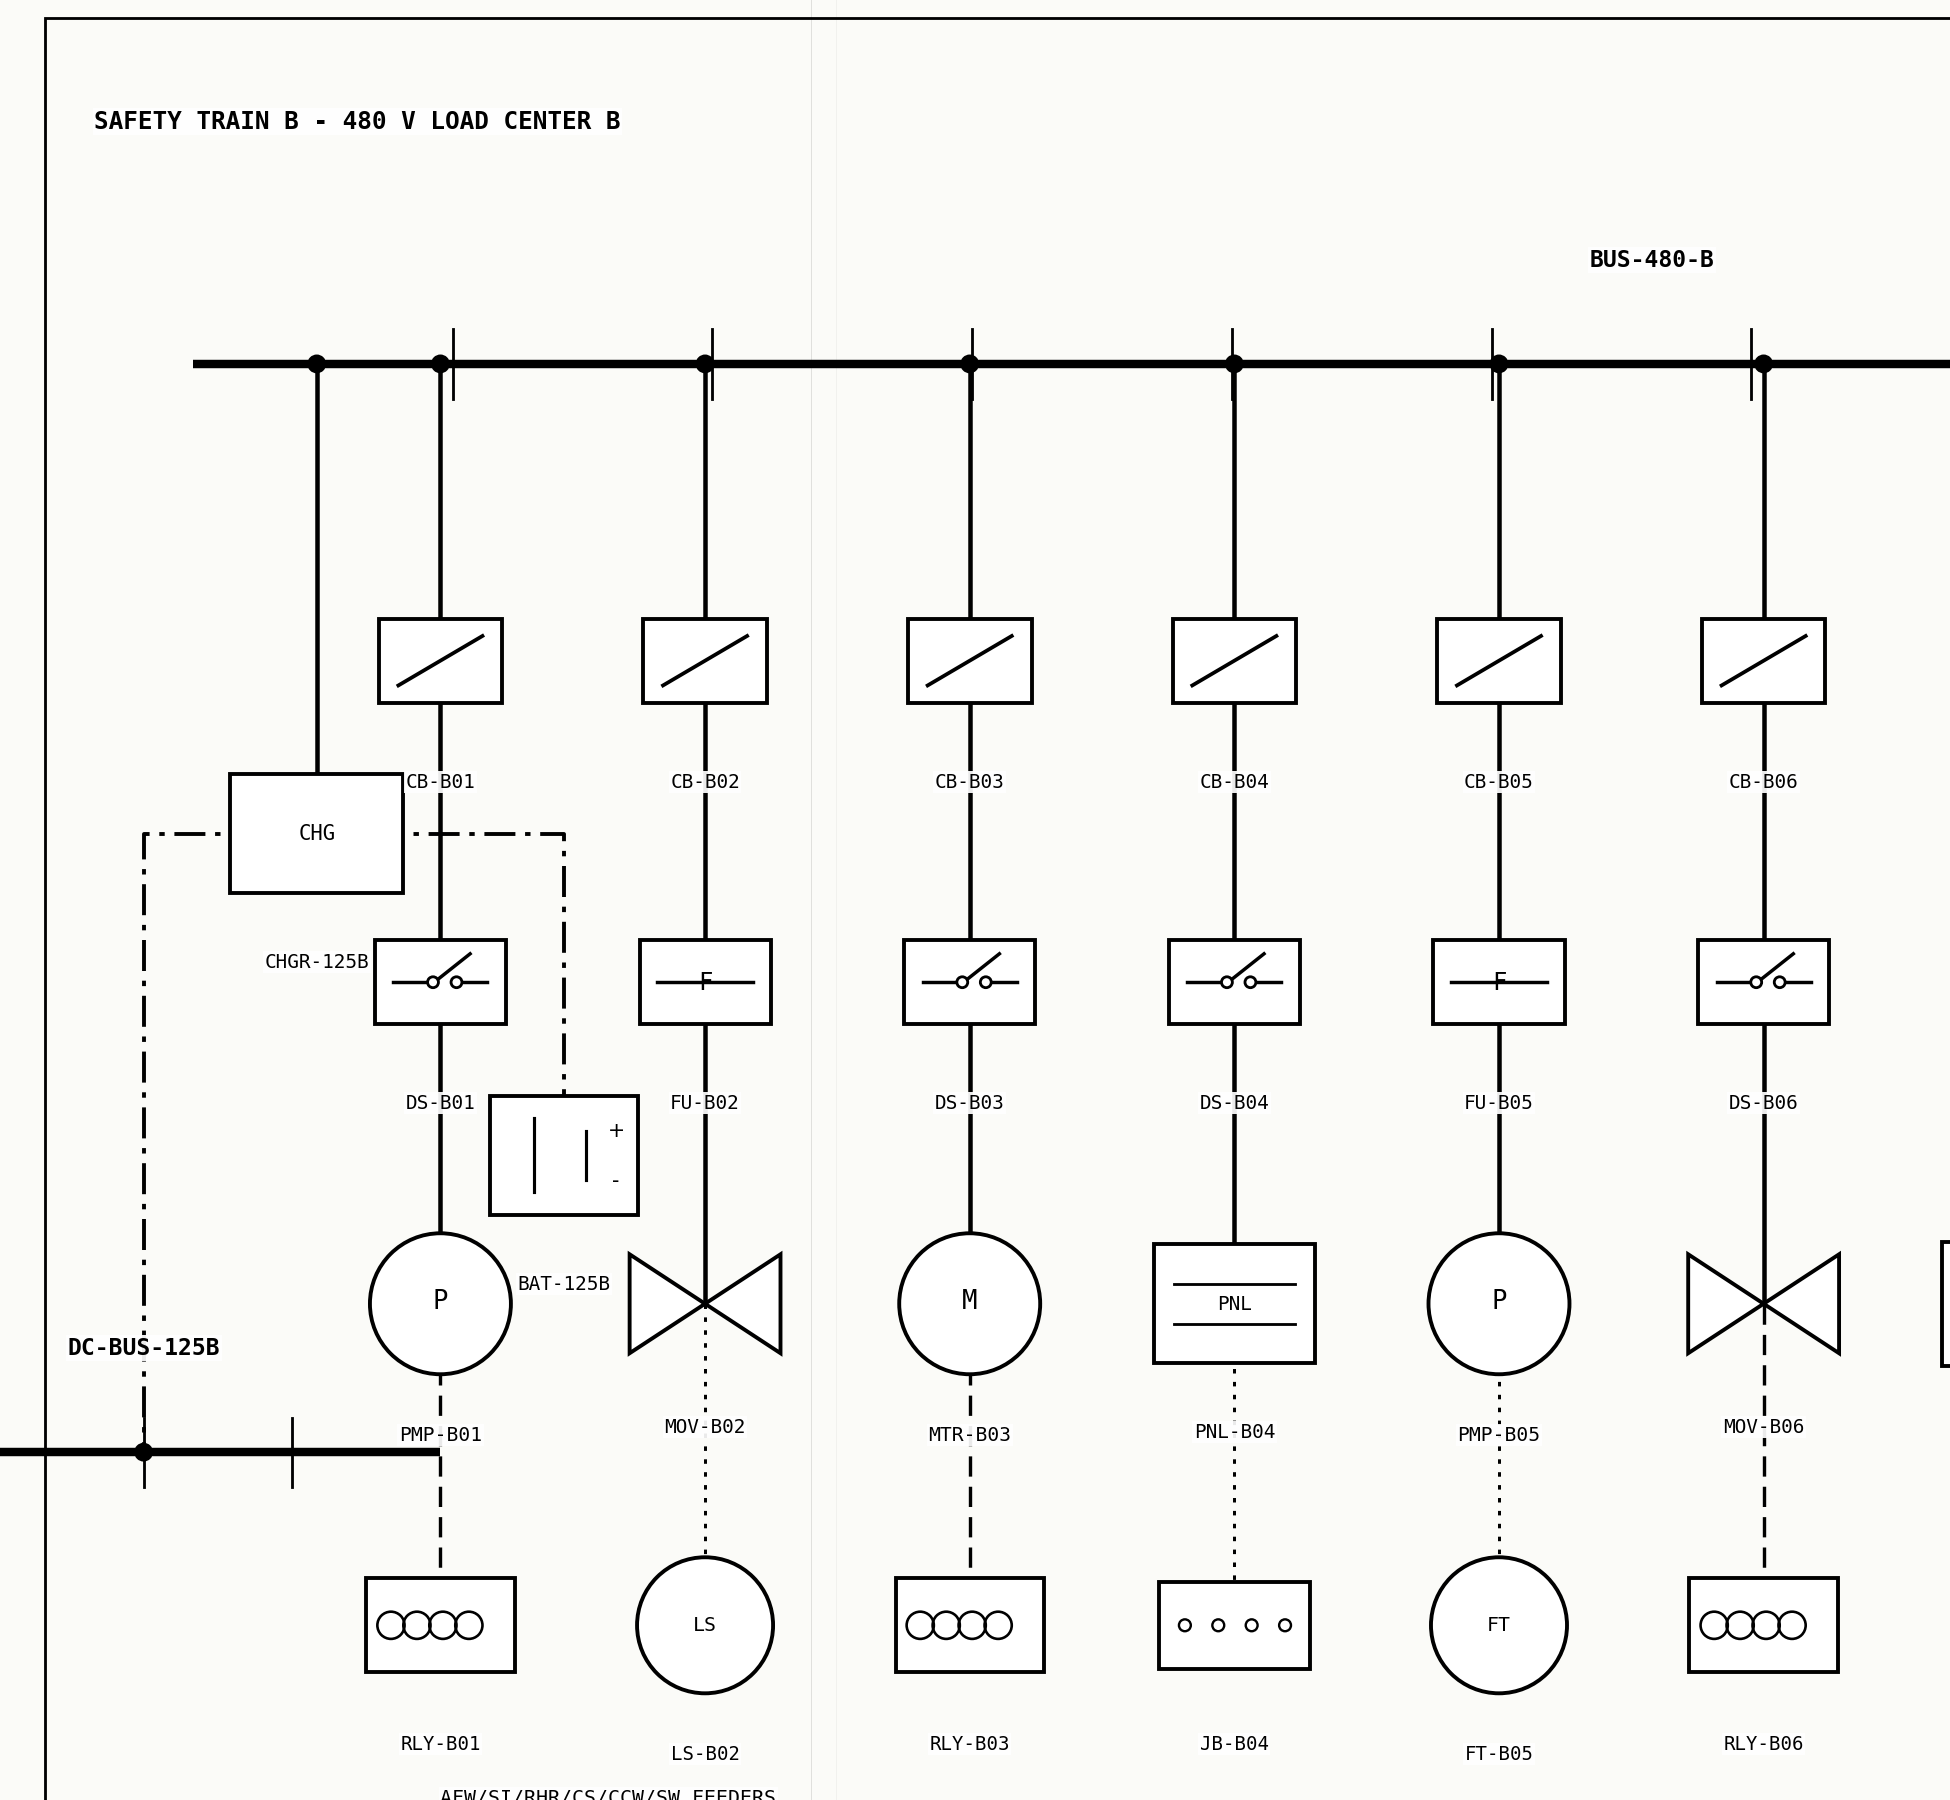 SAFETY TRAIN B - 480 V LOAD CENTER B
BUS-480-B
CB-B01 CB-B02 CB-B03 CB-B04 CB-B05 CB-B06
CHG
CHGR-125B
F F
DS-B01 FU-B02 DS-B03 DS-B04 FU-B05 DS-B06
+
-
BAT-125B
P M PNL P
DC-BUS-125B
PMP-B01 MOV-B02 MTR-B03 PNL-B04 PMP-B05 MOV-B06
LS FT
RLY-B01 LS-B02 RLY-B03 JB-B04 FT-B05 RLY-B06
AFW/SI/RHR/CS/CCW/SW FEEDERS